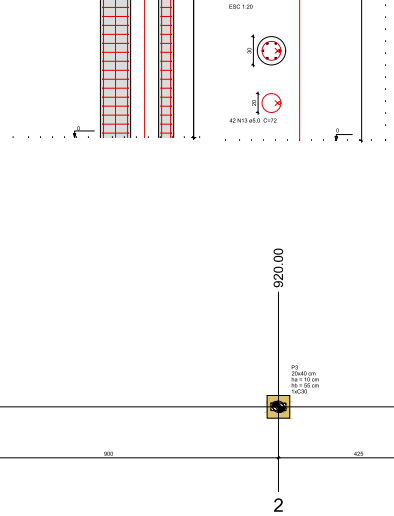 ESC 1:20
30
20
42 N13 ø5.0 C=72
0
0
920.00
P3
20x40 cm
ha = 10 cm
hb = 55 cm
1xC30
900
425
2